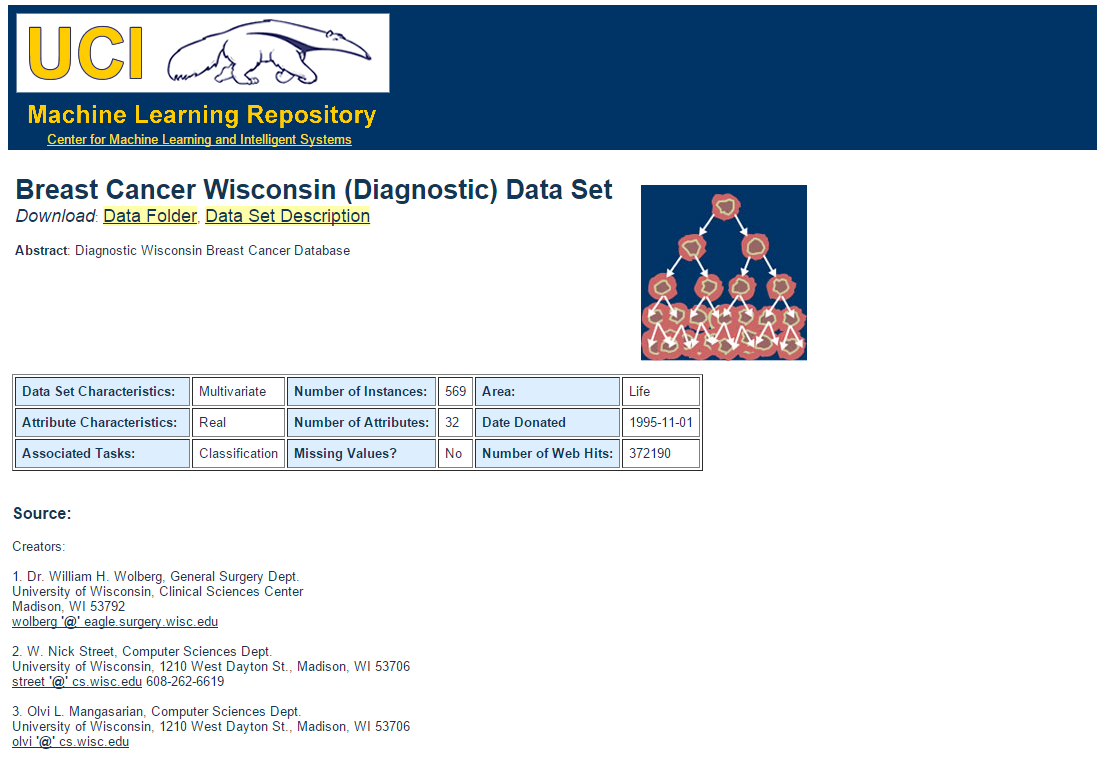 UCI
Machine Learning Repository
Center for Machine Learning and Intelligent Systems
Breast Cancer Wisconsin (Diagnostic) Data Set
Download: Data Folder, Data Set Description
Abstract: Diagnostic Wisconsin Breast Cancer Database
Data Set Characteristics: Multivariate Number of Instances: 569 Area: Life
Attribute Characteristics: Real Number of Attributes: 32 Date Donated 1995-11-01
Associated Tasks: Classification Missing Values? No Number of Web Hits: 372190
Source:
Creators:
1. Dr. William H. Wolberg, General Surgery Dept.
University of Wisconsin, Clinical Sciences Center
Madison, WI 53792
wolberg '@' eagle.surgery.wisc.edu
2. W. Nick Street, Computer Sciences Dept.
University of Wisconsin, 1210 West Dayton St., Madison, WI 53706
street '@' cs.wisc.edu 608-262-6619
3. Olvi L. Mangasarian, Computer Sciences Dept.
University of Wisconsin, 1210 West Dayton St., Madison, WI 53706
olvi '@' cs.wisc.edu